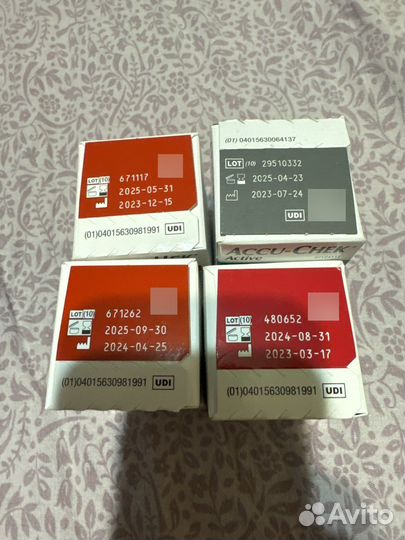 LOT (10) 671117
2025-05-31
2023-12-15
(01)04015630981991 UDI
(01) 04015630064137
LOT (10) 29510332
2025-04-23
2023-07-24
UDI
ACCU-CHEK
Active
LOT (10) 671262
2025-09-30
2024-04-25
(01)04015630981991 UDI
LOT (10) 480652
2024-08-31
2023-03-17
(01)04015630981991 UDI
Avito